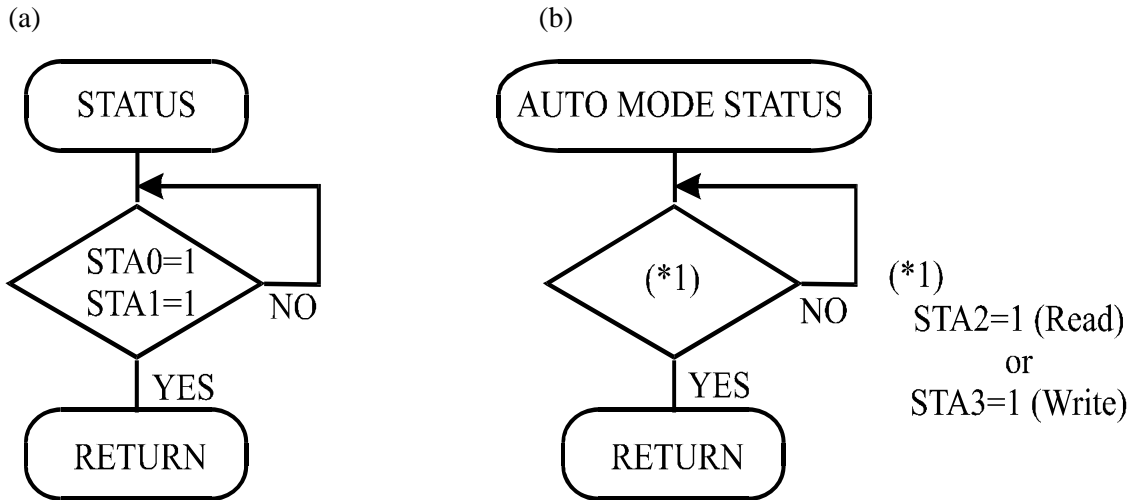 (a)
STATUS
STA0=1
STA1=1
NO
YES
RETURN
(b)
AUTO MODE STATUS
(*1)
NO
YES
RETURN
(*1)
STA2=1 (Read)
or
STA3=1 (Write)